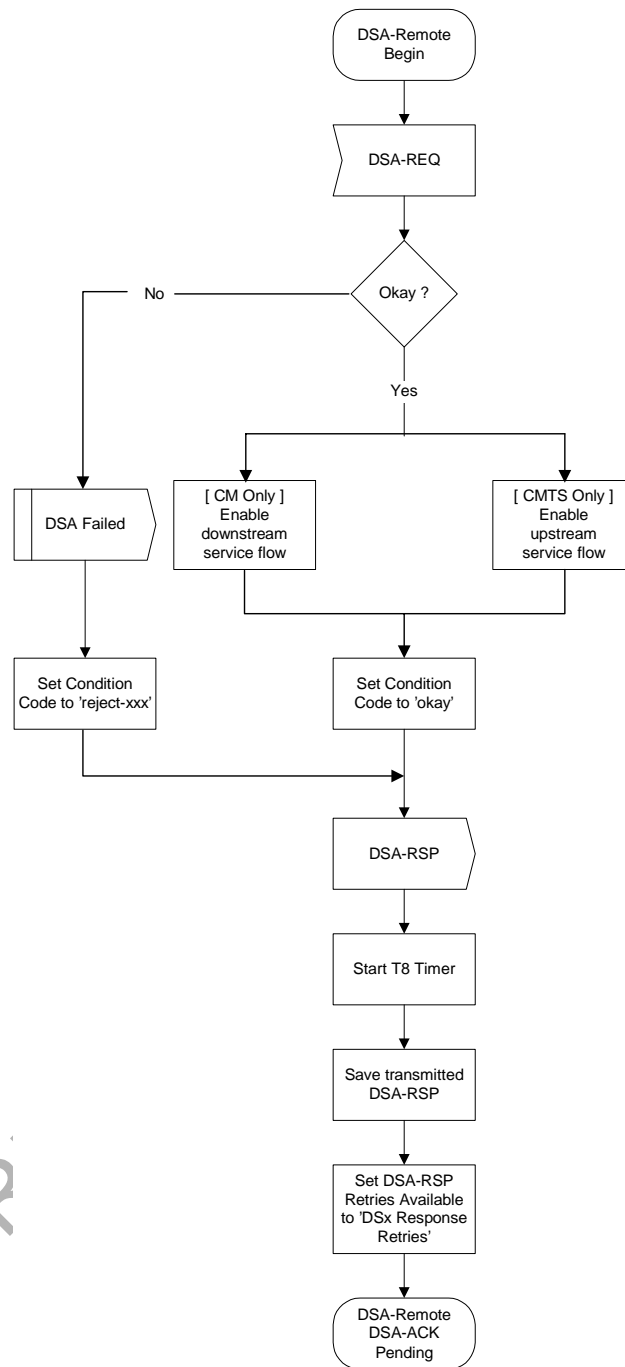 DSA-Remote
Begin
DSA-REQ
Okay ?
No
Yes
[ CM Only ]
Enable
downstream
service flow
[ CMTS Only ]
Enable
upstream
service flow
DSA Failed
Set Condition
Code to 'reject-xxx'
Set Condition
Code to 'okay'
DSA-RSP
Start T8 Timer
Save transmitted
DSA-RSP
Set DSA-RSP
Retries Available
to 'DSx Response
Retries'
DSA-Remote
DSA-ACK
Pending